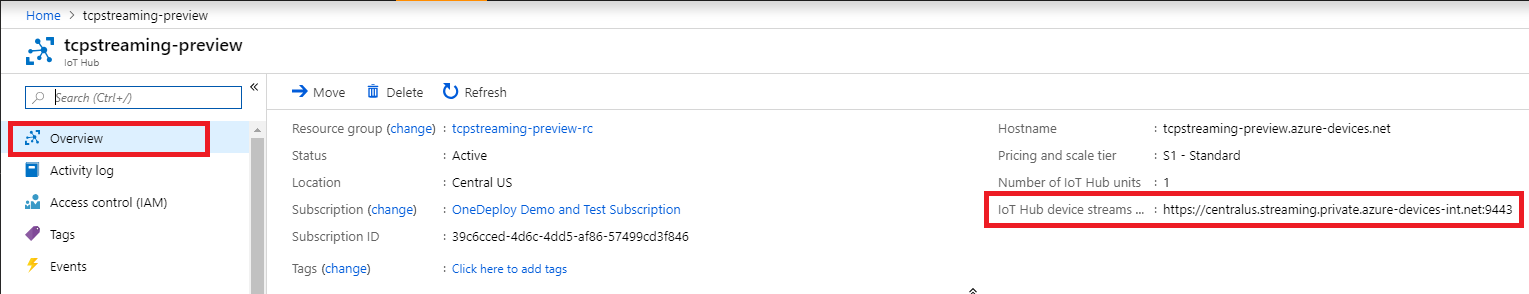 Home > tcpstreaming-preview
tcpstreaming-preview
IoT Hub
Search (Ctrl+/)
«
Overview
Activity log
Access control (IAM)
Tags
Events
Move Delete Refresh
Resource group (change) : tcpstreaming-preview-rc
Status : Active
Location : Central US
Subscription (change) : OneDeploy Demo and Test Subscription
Subscription ID : 39c6cced-4d6c-4dd5-af86-57499cd3f846
Tags (change) : Click here to add tags
Hostname : tcpstreaming-preview.azure-devices.net
Pricing and scale tier : S1 - Standard
Number of IoT Hub units : 1
IoT Hub device streams ... : https://centralus.streaming.private.azure-devices-int.net:9443